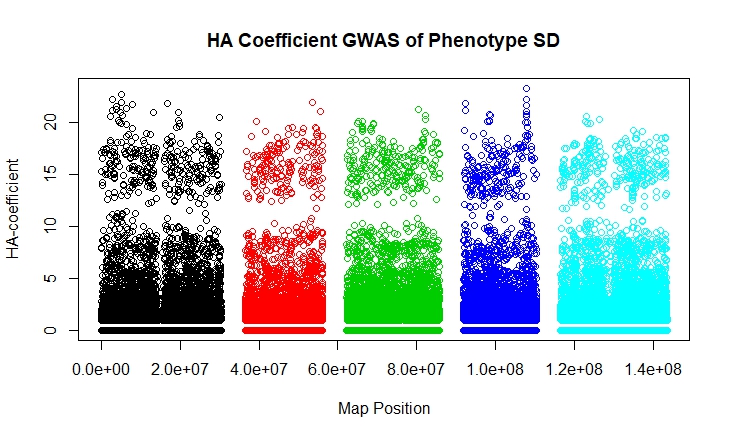 HA Coefficient GWAS of Phenotype SD
HA-coefficient
20
15
10
5
0
0.0e+00 2.0e+07 4.0e+07 6.0e+07 8.0e+07 1.0e+08 1.2e+08 1.4e+08
Map Position